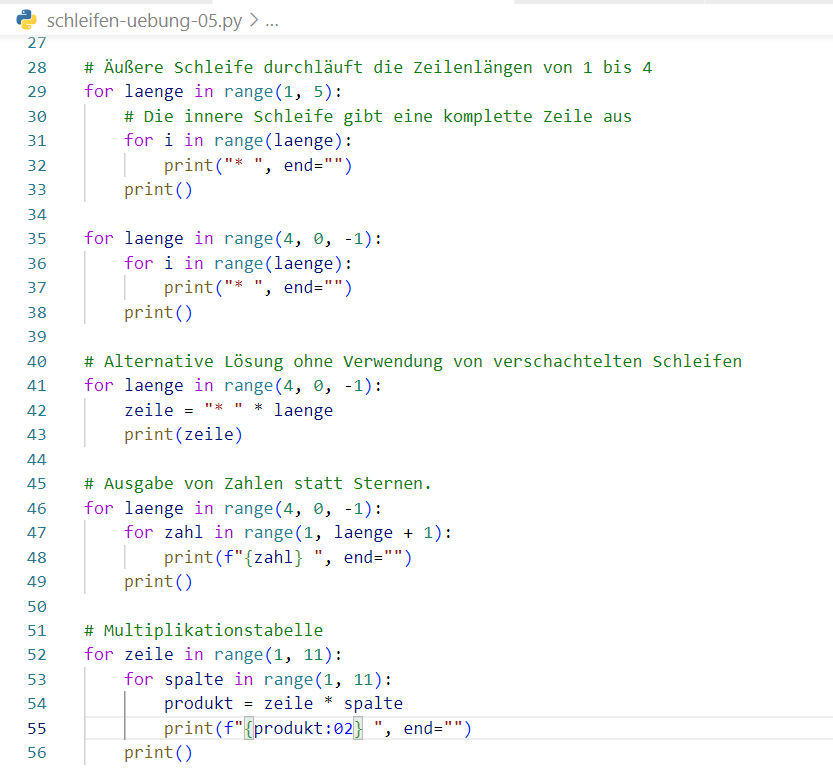 schleifen-uebung-05.py > ...
27
28 # Äußere Schleife durchläuft die Zeilenlängen von 1 bis 4
29 for laenge in range(1, 5):
30     # Die innere Schleife gibt eine komplette Zeile aus
31     for i in range(laenge):
32         print("* ", end="")
33     print()
34
35 for laenge in range(4, 0, -1):
36     for i in range(laenge):
37         print("* ", end="")
38     print()
39
40 # Alternative Lösung ohne Verwendung von verschachtelten Schleifen
41 for laenge in range(4, 0, -1):
42     zeile = "* " * laenge
43     print(zeile)
44
45 # Ausgabe von Zahlen statt Sternen.
46 for laenge in range(4, 0, -1):
47     for zahl in range(1, laenge + 1):
48         print(f"{zahl} ", end="")
49     print()
50
51 # Multiplikationstabelle
52 for zeile in range(1, 11):
53     for spalte in range(1, 11):
54         produkt = zeile * spalte
55         print(f"{produkt:02} ", end="")
56     print()